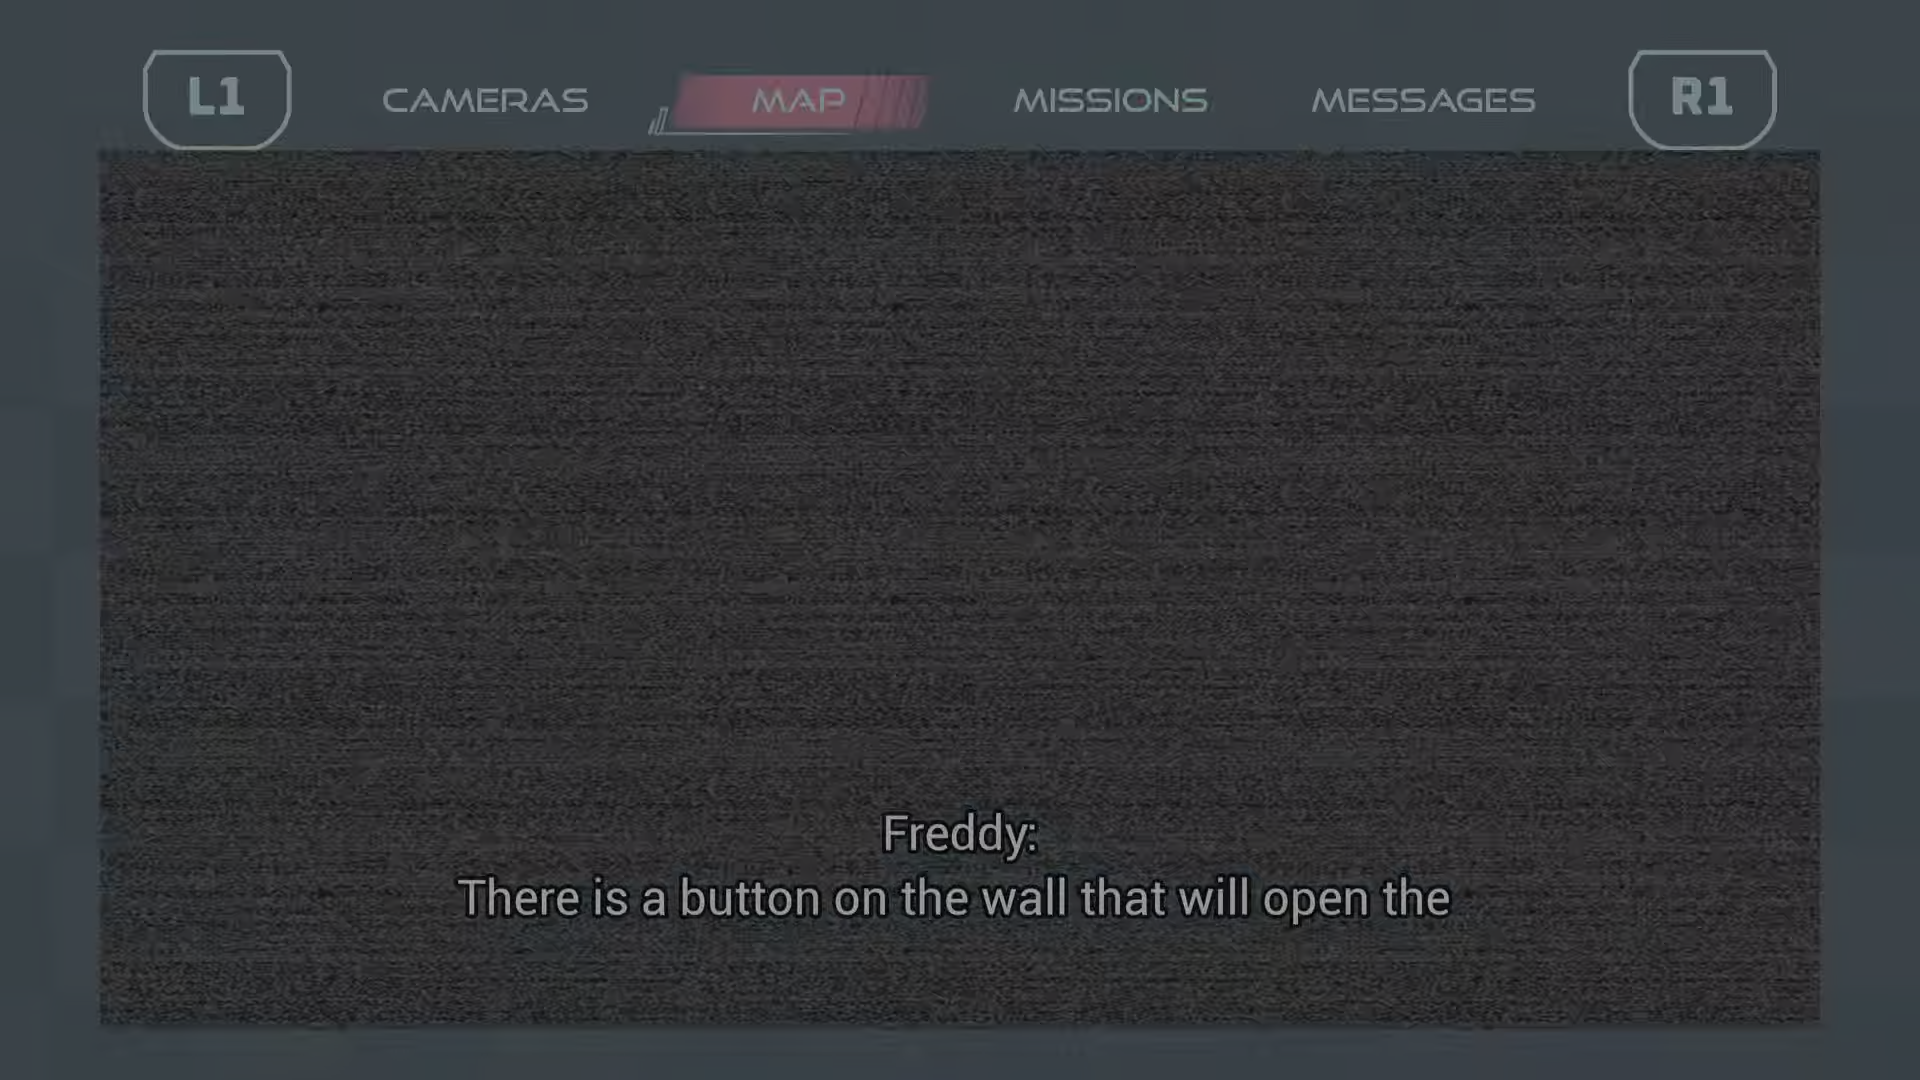 L1
CAMERAS
MAP
MISSIONS
MESSAGES
R1
Freddy:
There is a button on the wall that will open the